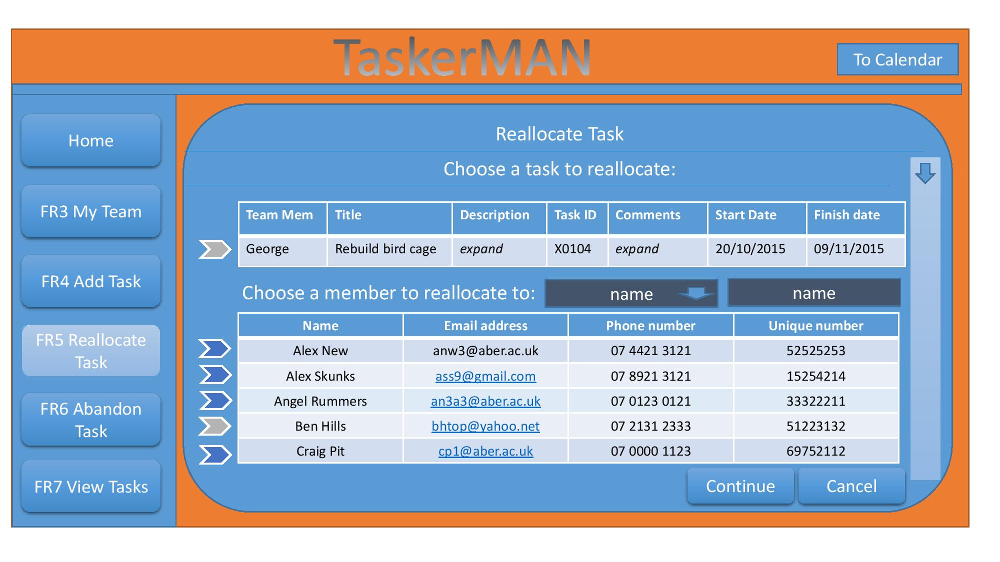 TaskerMAN
To Calendar
Home
FR3 My Team
FR4 Add Task
FR5 Reallocate
Task
FR6 Abandon
Task
FR7 View Tasks
Reallocate Task
Choose a task to reallocate:
Team Mem Title Description Task ID Comments Start Date Finish date
George Rebuild bird cage expand X0104 expand 20/10/2015 09/11/2015
Choose a member to reallocate to: name name
Name Email address Phone number Unique number
Alex New anw3@aber.ac.uk 07 4421 3121 52525253
Alex Skunks ass9@gmail.com 07 8921 3121 15254214
Angel Rummers an3a3@aber.ac.uk 07 0123 0121 33322211
Ben Hills bhtop@yahoo.net 07 2131 2333 51223132
Craig Pit cp1@aber.ac.uk 07 0000 1123 69752112
Continue Cancel